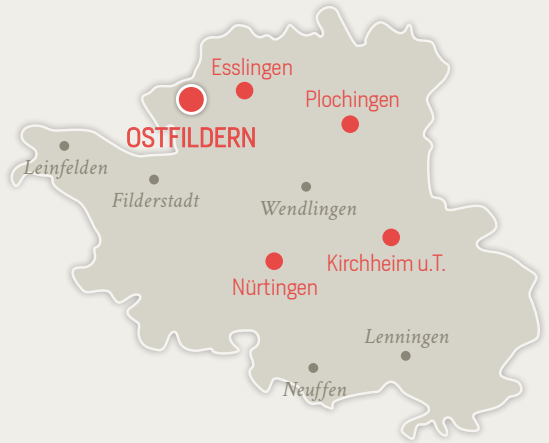 Esslingen
Plochingen
OSTFILDERN
Leinfelden
Filderstadt
Wendlingen
Kirchheim u.T.
Nürtingen
Lenningen
Neuffen